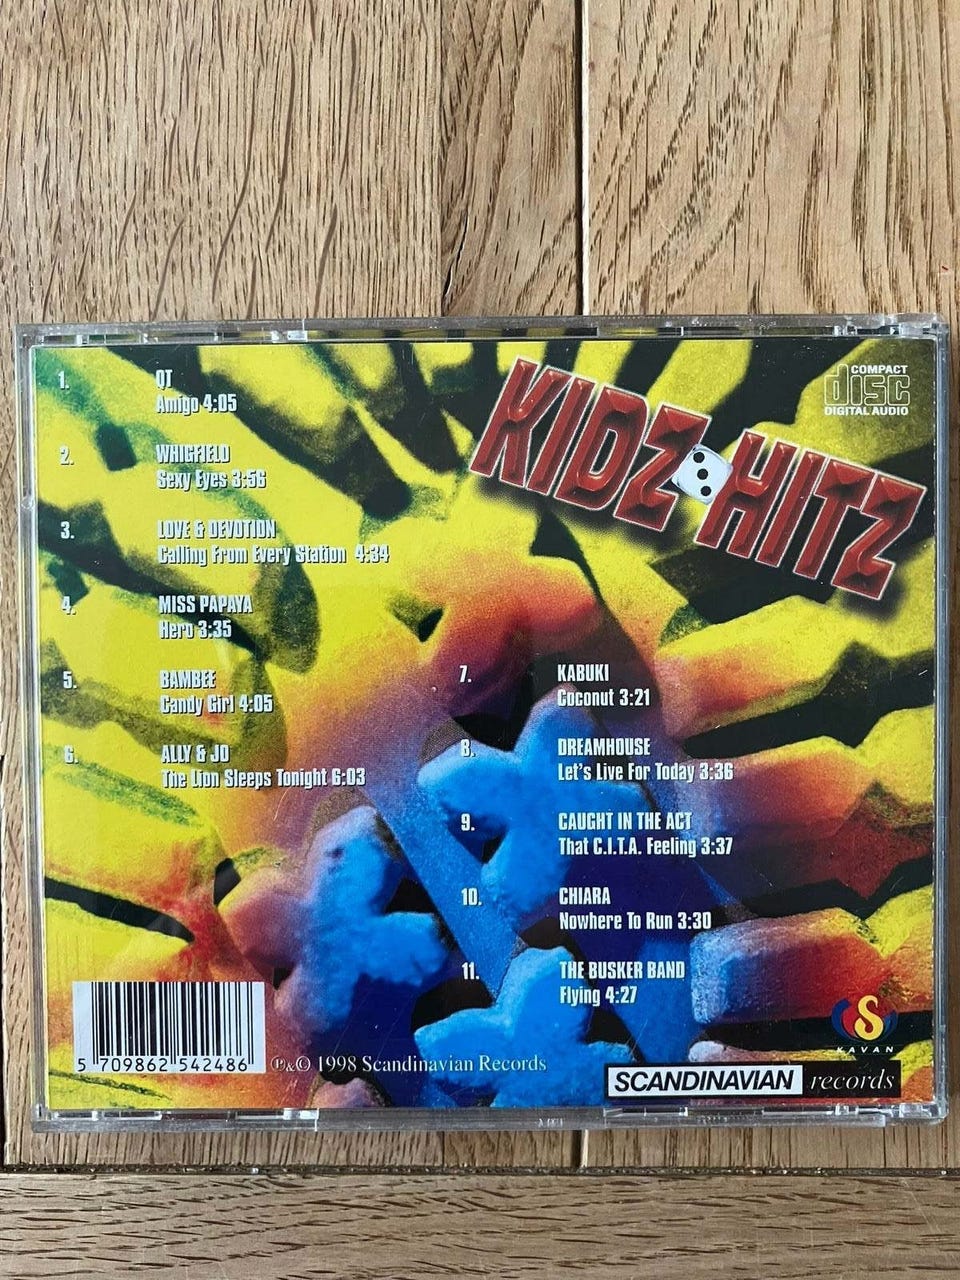 KIDZ HITZ
COMPACT
disc
DIGITAL AUDIO
1. QT
Amigo 4:05
2. WHIGFIELD
Sexy Eyes 3:56
3. LOVE & DEVOTION
Calling From Every Station 4:34
4. MISS PAPAYA
Hero 3:35
5. BAMBEE
Candy Girl 4:05
6. ALLY & JO
The Lion Sleeps Tonight 6:03
7. KABUKI
Coconut 3:21
8. DREAMHOUSE
Let's Live For Today 3:36
9. CAUGHT IN THE ACT
That C.I.T.A. Feeling 3:37
10. CHIARA
Nowhere To Run 3:30
11. THE BUSKER BAND
Flying 4:27
5 709862 542486
℗&© 1998 Scandinavian Records
S
KAVAN
SCANDINAVIAN records